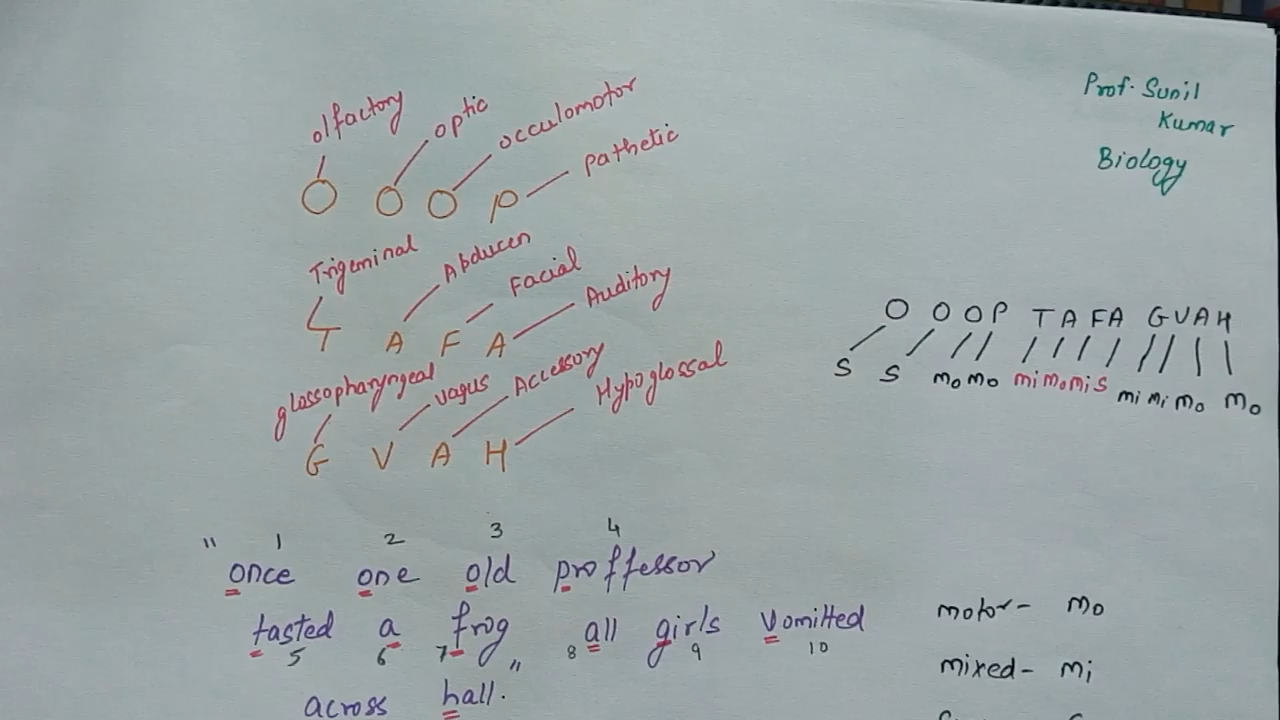 olfactory optic occulomotor pathetic
O O O P
Trigeminal Abducen Facial Auditory
T A F A
glossopharyngeal vagus Accessory Hypoglossal
G V A H
Prof. Sunil
Kumar
Biology
O O O P T A F A G V A H
S S Mo Mo mi Mo mi S mi mi Mo Mo
" 1 2 3 4
once one old proffessor
tasted a frog all girls vomitted
5 6 7 " 8 9 10
across hall.
motor - Mo
mixed - Mi